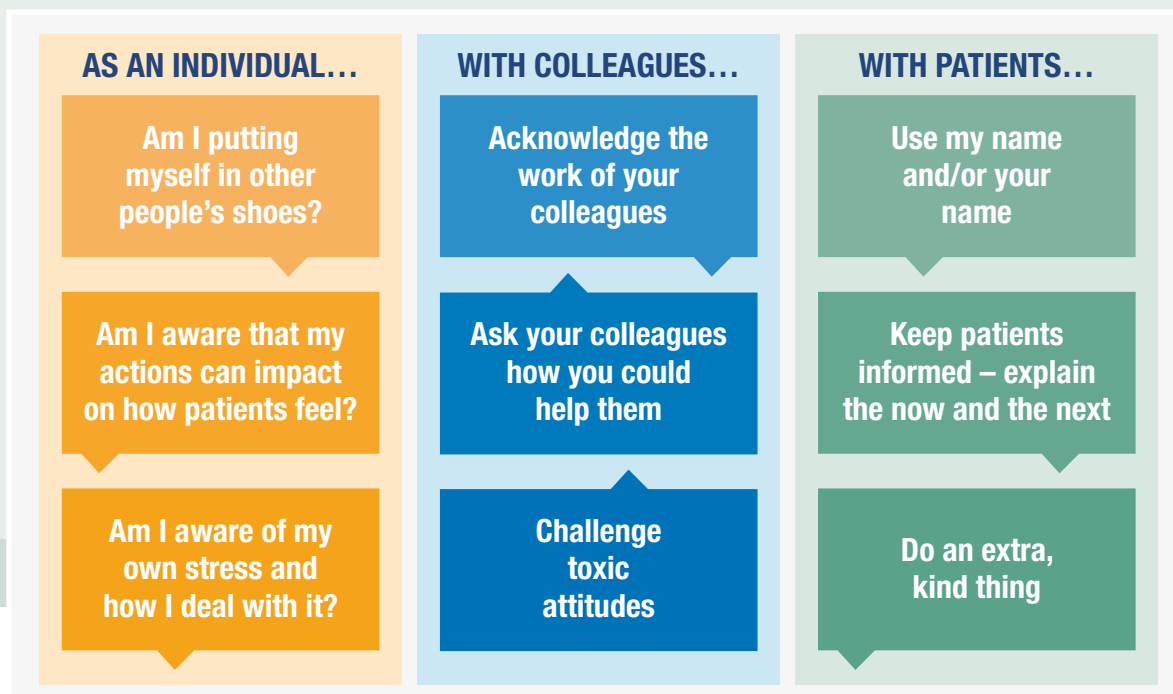 AS AN INDIVIDUAL…
Am I putting
myself in other
people’s shoes?
Am I aware that my
actions can impact
on how patients feel?
Am I aware of my
own stress and
how I deal with it?
WITH COLLEAGUES…
Acknowledge the
work of your
colleagues
Ask your colleagues
how you could
help them
Challenge
toxic
attitudes
WITH PATIENTS…
Use my name
and/or your
name
Keep patients
informed – explain
the now and the next
Do an extra,
kind thing